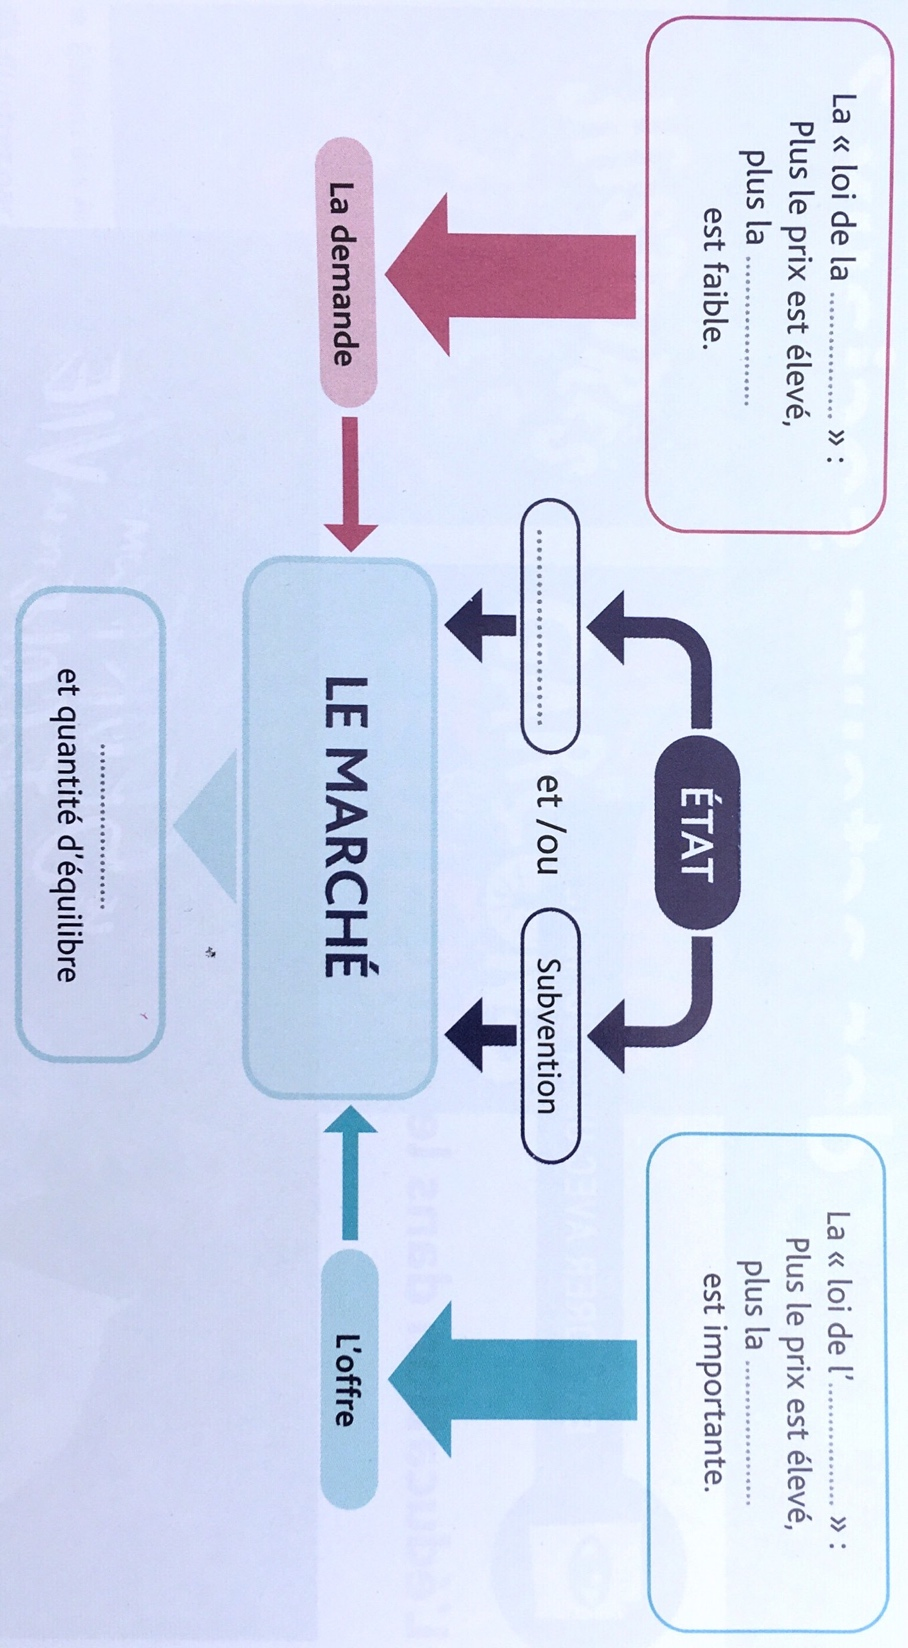 La « loi de la ................ » :
Plus le prix est élevé,
plus la ....................
est faible.
ÉTAT
La « loi de l' ................ » :
Plus le prix est élevé,
plus la ....................
est importante.
.......................... et /ou Subvention
La demande
LE MARCHÉ
L'offre
......................
et quantité d'équilibre